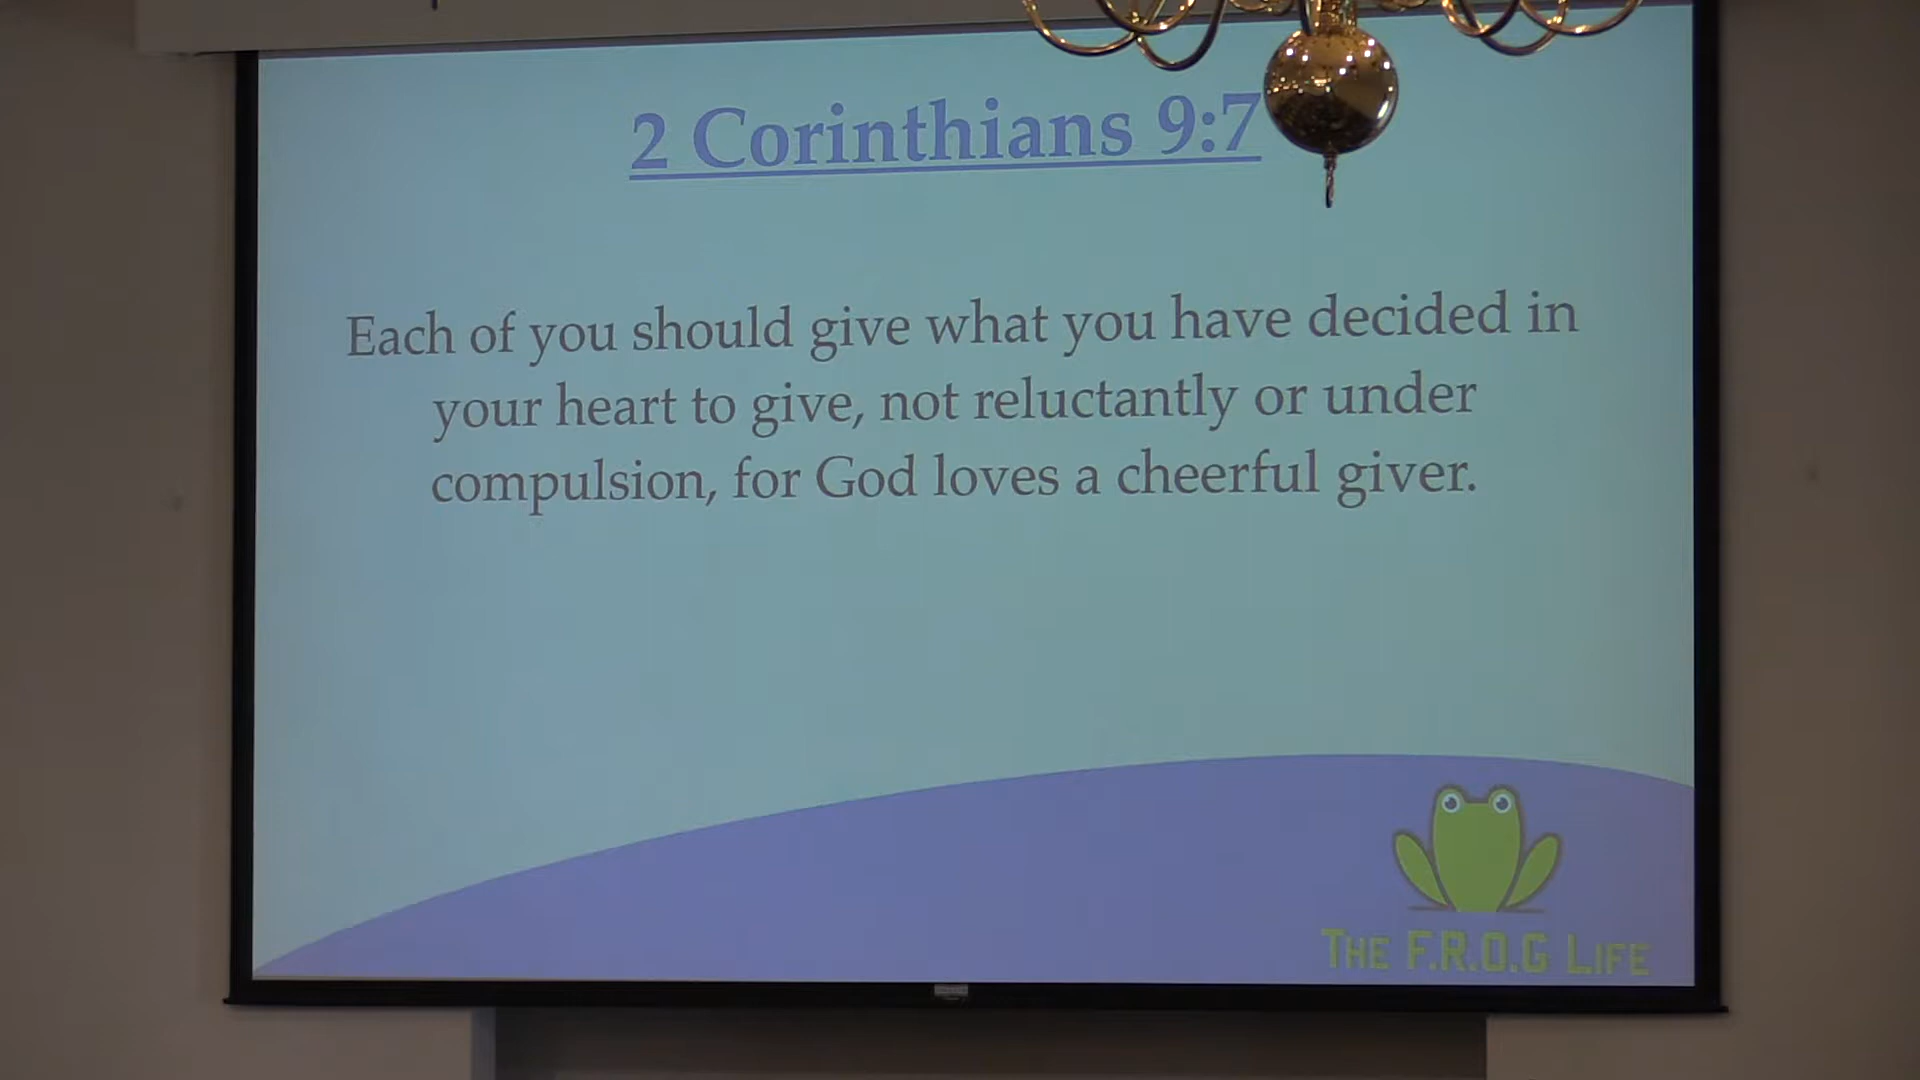 2 Corinthians 9:7
Each of you should give what you have decided in
your heart to give, not reluctantly or under
compulsion, for God loves a cheerful giver.
THE F.R.O.G LIFE